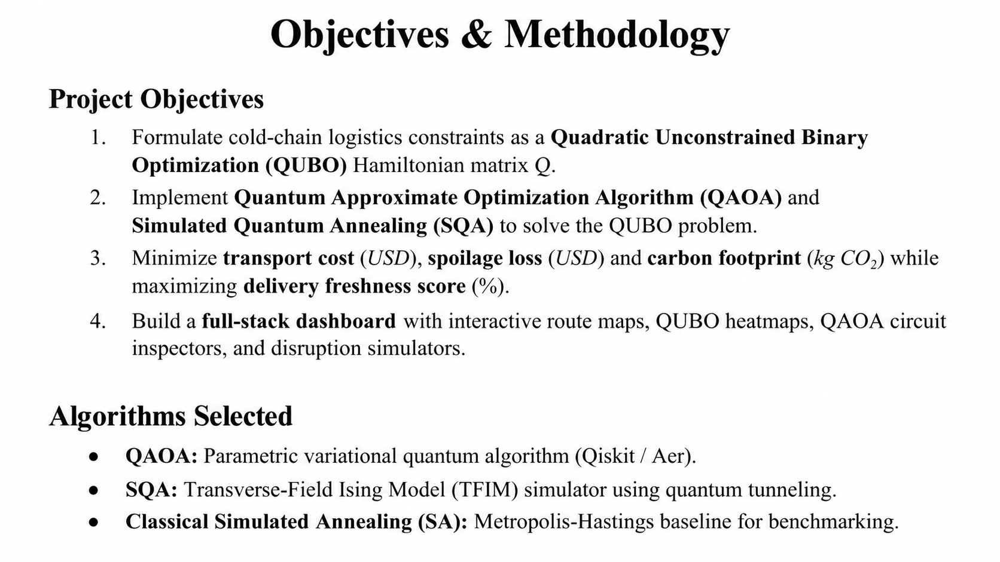 Objectives & Methodology
Project Objectives
1. Formulate cold-chain logistics constraints as a Quadratic Unconstrained Binary
Optimization (QUBO) Hamiltonian matrix Q.
2. Implement Quantum Approximate Optimization Algorithm (QAOA) and
Simulated Quantum Annealing (SQA) to solve the QUBO problem.
3. Minimize transport cost (USD), spoilage loss (USD) and carbon footprint (kg CO₂) while
maximizing delivery freshness score (%).
4. Build a full-stack dashboard with interactive route maps, QUBO heatmaps, QAOA circuit
inspectors, and disruption simulators.
Algorithms Selected
● QAOA: Parametric variational quantum algorithm (Qiskit / Aer).
● SQA: Transverse-Field Ising Model (TFIM) simulator using quantum tunneling.
● Classical Simulated Annealing (SA): Metropolis-Hastings baseline for benchmarking.